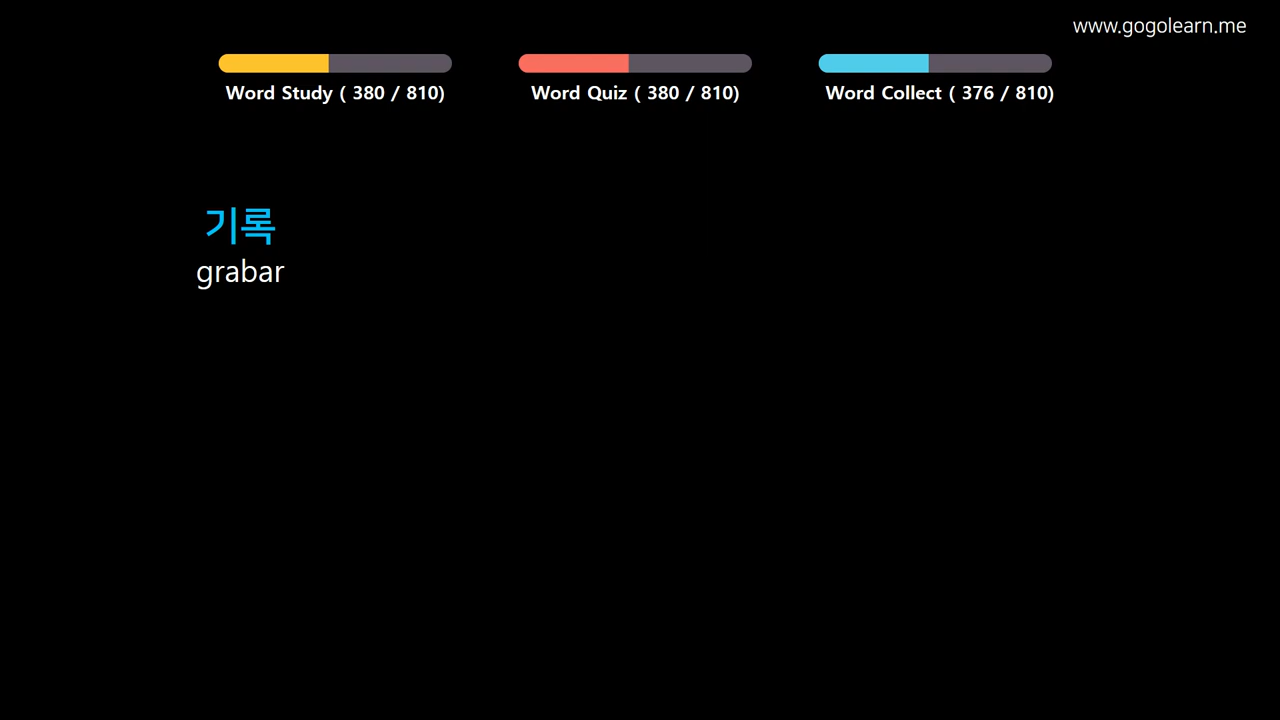 www.gogolearn.me
Word Study ( 380 / 810)
Word Quiz ( 380 / 810)
Word Collect ( 376 / 810)
기록
grabar